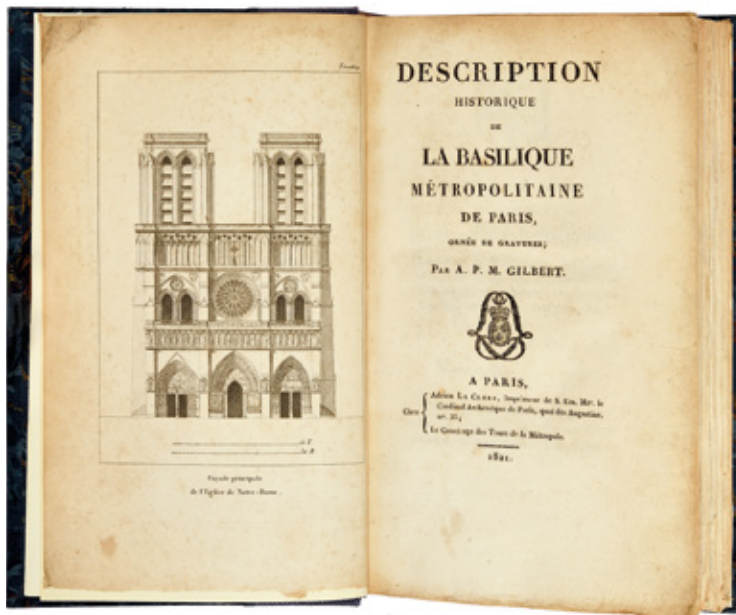 Façade principale
de l'Eglise de Notre-Dame.
DESCRIPTION
HISTORIQUE
DE
LA BASILIQUE
MÉTROPOLITAINE
DE PARIS,
ORNÉE DE GRAVURES;
PAR A. P. M. GILBERT.
A PARIS,
Chez
Adrien LE CLERE, Imprimeur de S. Em. Mgr. le
Cardinal Archevêque de Paris, quai des Augustins,
nº. 35;
Le Concierge des Tours de la Métropole.
1821.